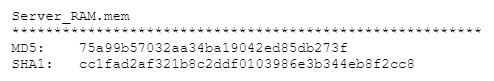 Server_RAM.mem
*********************************************************
MD5:    75a99b57032aa34ba19042ed85db273f
SHA1:   cc1fad2af321b8c2ddf0103986e3b344eb8f2cc8